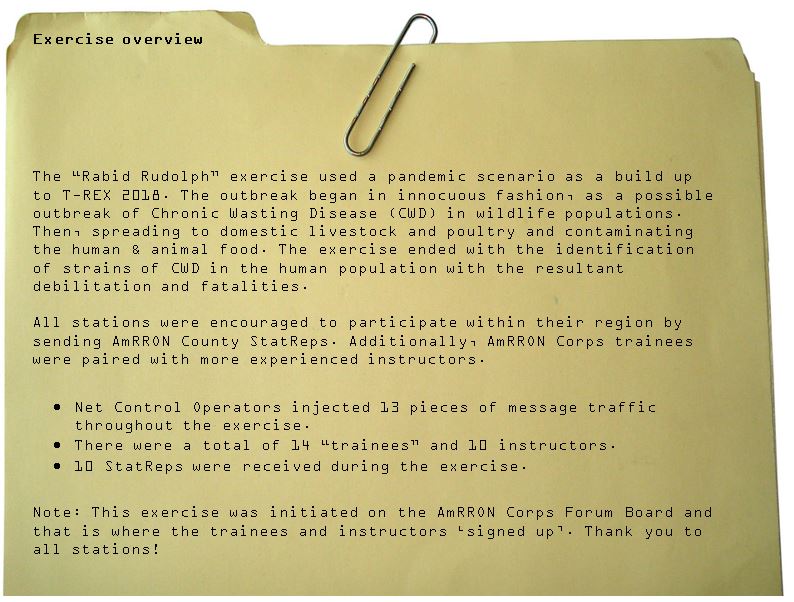 Exercise overview
The "Rabid Rudolph" exercise used a pandemic scenario as a build up
to T-REX 2018. The outbreak began in innocuous fashion, as a possible
outbreak of Chronic Wasting Disease (CWD) in wildlife populations.
Then, spreading to domestic livestock and poultry and contaminating
the human & animal food. The exercise ended with the identification
of strains of CWD in the human population with the resultant
debilitation and fatalities.
All stations were encouraged to participate within their region by
sending AmRRON County StatReps. Additionally, AmRRON Corps trainees
were paired with more experienced instructors.
• Net Control Operators injected 13 pieces of message traffic
throughout the exercise.
• There were a total of 14 "trainees" and 10 instructors.
• 10 StatReps were received during the exercise.
Note: This exercise was initiated on the AmRRON Corps Forum Board and
that is where the trainees and instructors 'signed up'. Thank you to
all stations!